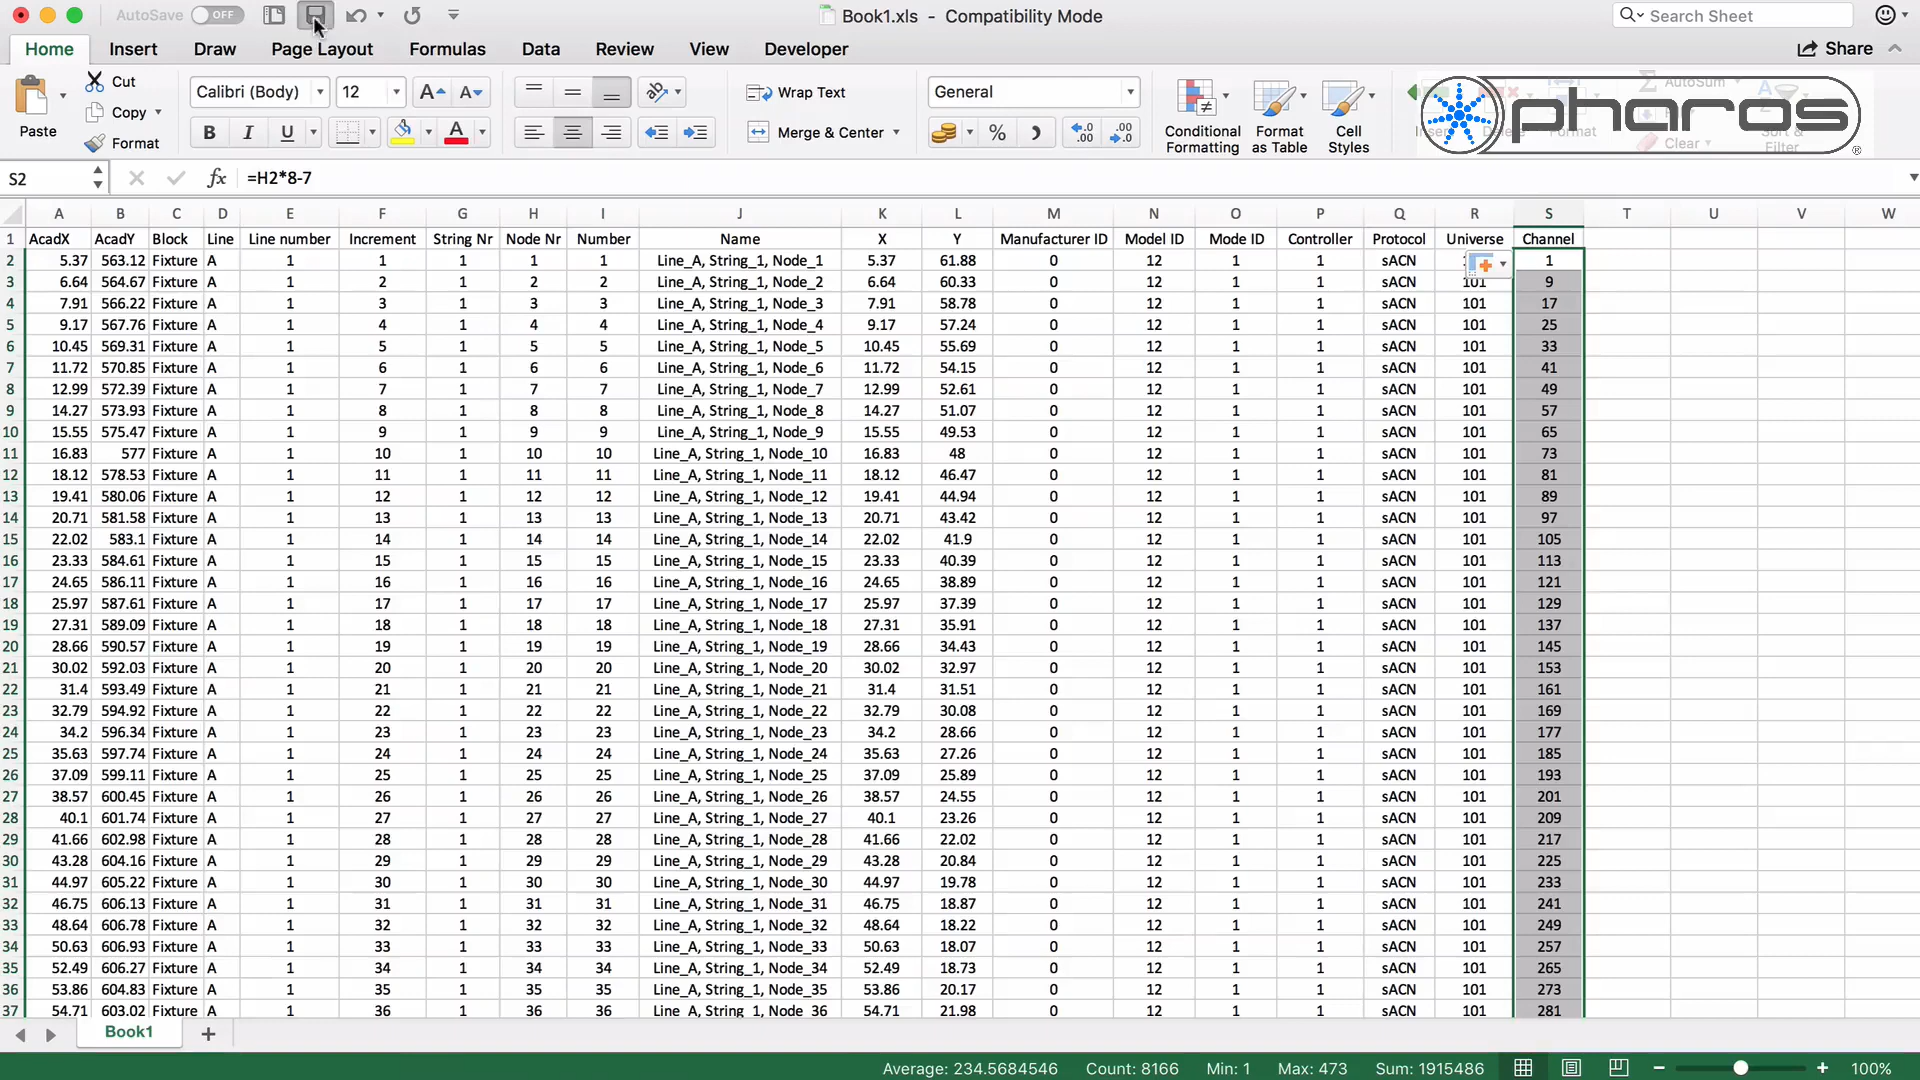 AutoSave OFF
Book1.xls - Compatibility Mode
Search Sheet
Home Insert Draw Page Layout Formulas Data Review View Developer
Share
Paste
Cut
Copy
Format
Calibri (Body) 12
Wrap Text
Merge & Center
General
Conditional Formatting
Format as Table
Cell Styles
AutoSum
Clear
Format
pharos
S2 fx =H2*8-7
A B C D E F G H I J K L M N O P Q R S T U V W
1 AcadX AcadY Block Line Line number Increment String Nr Node Nr Number Name X Y Manufacturer ID Model ID Mode ID Controller Protocol Universe Channel
2 5.37 563.12 Fixture A 1 1 1 1 1 Line_A, String_1, Node_1 5.37 61.88 0 12 1 1 sACN 1
3 6.64 564.67 Fixture A 1 2 1 2 2 Line_A, String_1, Node_2 6.64 60.33 0 12 1 1 sACN 101 9
4 7.91 566.22 Fixture A 1 3 1 3 3 Line_A, String_1, Node_3 7.91 58.78 0 12 1 1 sACN 101 17
5 9.17 567.76 Fixture A 1 4 1 4 4 Line_A, String_1, Node_4 9.17 57.24 0 12 1 1 sACN 101 25
6 10.45 569.31 Fixture A 1 5 1 5 5 Line_A, String_1, Node_5 10.45 55.69 0 12 1 1 sACN 101 33
7 11.72 570.85 Fixture A 1 6 1 6 6 Line_A, String_1, Node_6 11.72 54.15 0 12 1 1 sACN 101 41
8 12.99 572.39 Fixture A 1 7 1 7 7 Line_A, String_1, Node_7 12.99 52.61 0 12 1 1 sACN 101 49
9 14.27 573.93 Fixture A 1 8 1 8 8 Line_A, String_1, Node_8 14.27 51.07 0 12 1 1 sACN 101 57
10 15.55 575.47 Fixture A 1 9 1 9 9 Line_A, String_1, Node_9 15.55 49.53 0 12 1 1 sACN 101 65
11 16.83 577 Fixture A 1 10 1 10 10 Line_A, String_1, Node_10 16.83 48 0 12 1 1 sACN 101 73
12 18.12 578.53 Fixture A 1 11 1 11 11 Line_A, String_1, Node_11 18.12 46.47 0 12 1 1 sACN 101 81
13 19.41 580.06 Fixture A 1 12 1 12 12 Line_A, String_1, Node_12 19.41 44.94 0 12 1 1 sACN 101 89
14 20.71 581.58 Fixture A 1 13 1 13 13 Line_A, String_1, Node_13 20.71 43.42 0 12 1 1 sACN 101 97
15 22.02 583.1 Fixture A 1 14 1 14 14 Line_A, String_1, Node_14 22.02 41.9 0 12 1 1 sACN 101 105
16 23.33 584.61 Fixture A 1 15 1 15 15 Line_A, String_1, Node_15 23.33 40.39 0 12 1 1 sACN 101 113
17 24.65 586.11 Fixture A 1 16 1 16 16 Line_A, String_1, Node_16 24.65 38.89 0 12 1 1 sACN 101 121
18 25.97 587.61 Fixture A 1 17 1 17 17 Line_A, String_1, Node_17 25.97 37.39 0 12 1 1 sACN 101 129
19 27.31 589.09 Fixture A 1 18 1 18 18 Line_A, String_1, Node_18 27.31 35.91 0 12 1 1 sACN 101 137
20 28.66 590.57 Fixture A 1 19 1 19 19 Line_A, String_1, Node_19 28.66 34.43 0 12 1 1 sACN 101 145
21 30.02 592.03 Fixture A 1 20 1 20 20 Line_A, String_1, Node_20 30.02 32.97 0 12 1 1 sACN 101 153
22 31.4 593.49 Fixture A 1 21 1 21 21 Line_A, String_1, Node_21 31.4 31.51 0 12 1 1 sACN 101 161
23 32.79 594.92 Fixture A 1 22 1 22 22 Line_A, String_1, Node_22 32.79 30.08 0 12 1 1 sACN 101 169
24 34.2 596.34 Fixture A 1 23 1 23 23 Line_A, String_1, Node_23 34.2 28.66 0 12 1 1 sACN 101 177
25 35.63 597.74 Fixture A 1 24 1 24 24 Line_A, String_1, Node_24 35.63 27.26 0 12 1 1 sACN 101 185
26 37.09 599.11 Fixture A 1 25 1 25 25 Line_A, String_1, Node_25 37.09 25.89 0 12 1 1 sACN 101 193
27 38.57 600.45 Fixture A 1 26 1 26 26 Line_A, String_1, Node_26 38.57 24.55 0 12 1 1 sACN 101 201
28 40.1 601.74 Fixture A 1 27 1 27 27 Line_A, String_1, Node_27 40.1 23.26 0 12 1 1 sACN 101 209
29 41.66 602.98 Fixture A 1 28 1 28 28 Line_A, String_1, Node_28 41.66 22.02 0 12 1 1 sACN 101 217
30 43.28 604.16 Fixture A 1 29 1 29 29 Line_A, String_1, Node_29 43.28 20.84 0 12 1 1 sACN 101 225
31 44.97 605.22 Fixture A 1 30 1 30 30 Line_A, String_1, Node_30 44.97 19.78 0 12 1 1 sACN 101 233
32 46.75 606.13 Fixture A 1 31 1 31 31 Line_A, String_1, Node_31 46.75 18.87 0 12 1 1 sACN 101 241
33 48.64 606.78 Fixture A 1 32 1 32 32 Line_A, String_1, Node_32 48.64 18.22 0 12 1 1 sACN 101 249
34 50.63 606.93 Fixture A 1 33 1 33 33 Line_A, String_1, Node_33 50.63 18.07 0 12 1 1 sACN 101 257
35 52.49 606.27 Fixture A 1 34 1 34 34 Line_A, String_1, Node_34 52.49 18.73 0 12 1 1 sACN 101 265
36 53.86 604.83 Fixture A 1 35 1 35 35 Line_A, String_1, Node_35 53.86 20.17 0 12 1 1 sACN 101 273
37 54.71 603.02 Fixture A 1 36 1 36 36 Line_A, String_1, Node_36 54.71 21.98 0 12 1 1 sACN 101 281
Book1
Average: 234.5684546 Count: 8166 Min: 1 Max: 473 Sum: 1915486 100%